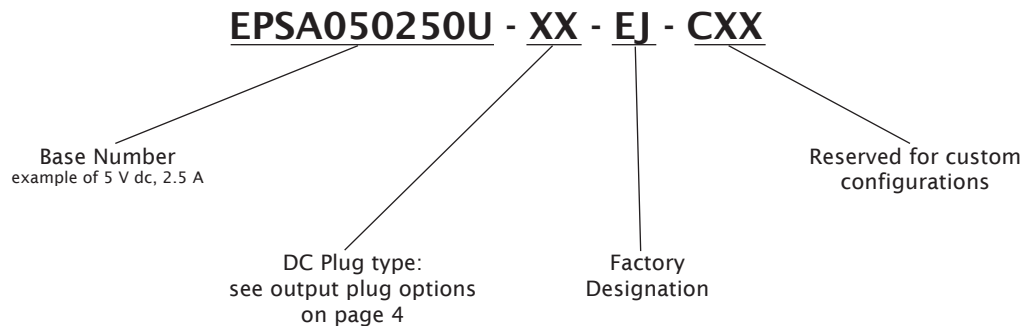 EPSA050250U - XX - EJ - CXX
Base Number
example of 5 V dc, 2.5 A
Reserved for custom
configurations
DC Plug type:
see output plug options
on page 4
Factory
Designation